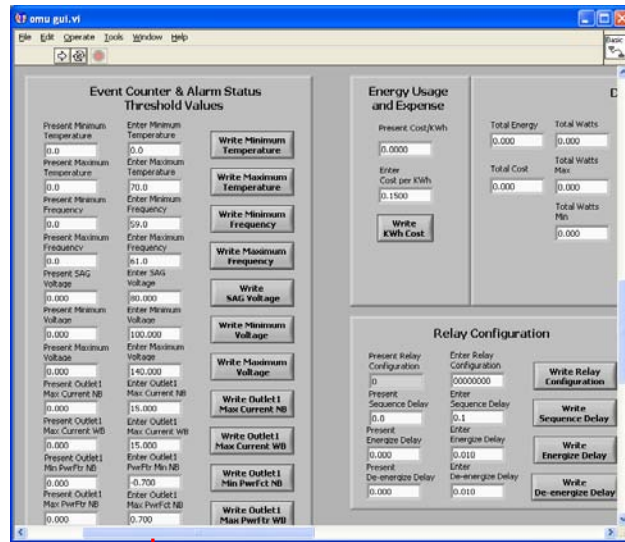 omu gui.vi
File Edit Operate Tools Window Help
Basic
Event Counter & Alarm Status
Threshold Values
Present Minimum Temperature
0.0
Enter Minimum Temperature
0.0
Write Minimum Temperature
Present Maximum Temperature
0.0
Enter Maximum Temperature
70.0
Write Maximum Temperature
Present Minimum Frequency
0.0
Enter Minimum Frequency
59.0
Write Minimum Frequency
Present Maximum Frequency
0.0
Enter Maximum Frequency
61.0
Write Maximum Frequency
Present SAG Voltage
0.000
Enter SAG Voltage
80.000
Write SAG Voltage
Present Minimum Voltage
0.000
Enter Minimum Voltage
100.000
Write Minimum Voltage
Present Maximum Voltage
0.000
Enter Maximum Voltage
140.000
Write Maximum Voltage
Present Outlet1 Max Current NB
0.000
Enter Outlet1 Max Current NB
15.000
Write Outlet1 Max Current NB
Present Outlet1 Max Current WB
0.000
Enter Outlet1 Max Current WB
15.000
Write Outlet1 Max Current WB
Present Outlet1 Min PwrFtr NB
0.000
Enter Outlet1 PwrFtr Min NB
-0.700
Write Outlet1 Min PwrFct NB
Present Outlet1 Max PwrFtr NB
0.000
Enter Outlet1 Max PwrFct NB
0.700
Write Outlet1 Max PwrFtr WB
Energy Usage and Expense
Present Cost/KWh
0.0000
Enter Cost per KWh
0.1500
Write KWh Cost
D
Total Energy
0.000
Total Cost
0.000
Total Watts
0.000
Total Watts Max
0.000
Total Watts Min
0.000
Relay Configuration
Present Relay Configuration
0
Enter Relay Configuration
00000000
Write Relay Configuration
Present Sequence Delay
0.0
Enter Sequence Delay
0.1
Write Sequence Delay
Present Energize Delay
0.000
Enter Energize Delay
0.010
Write Energize Delay
Present De-energize Delay
0.000
Enter De-energize Delay
0.010
Write De-energize Delay